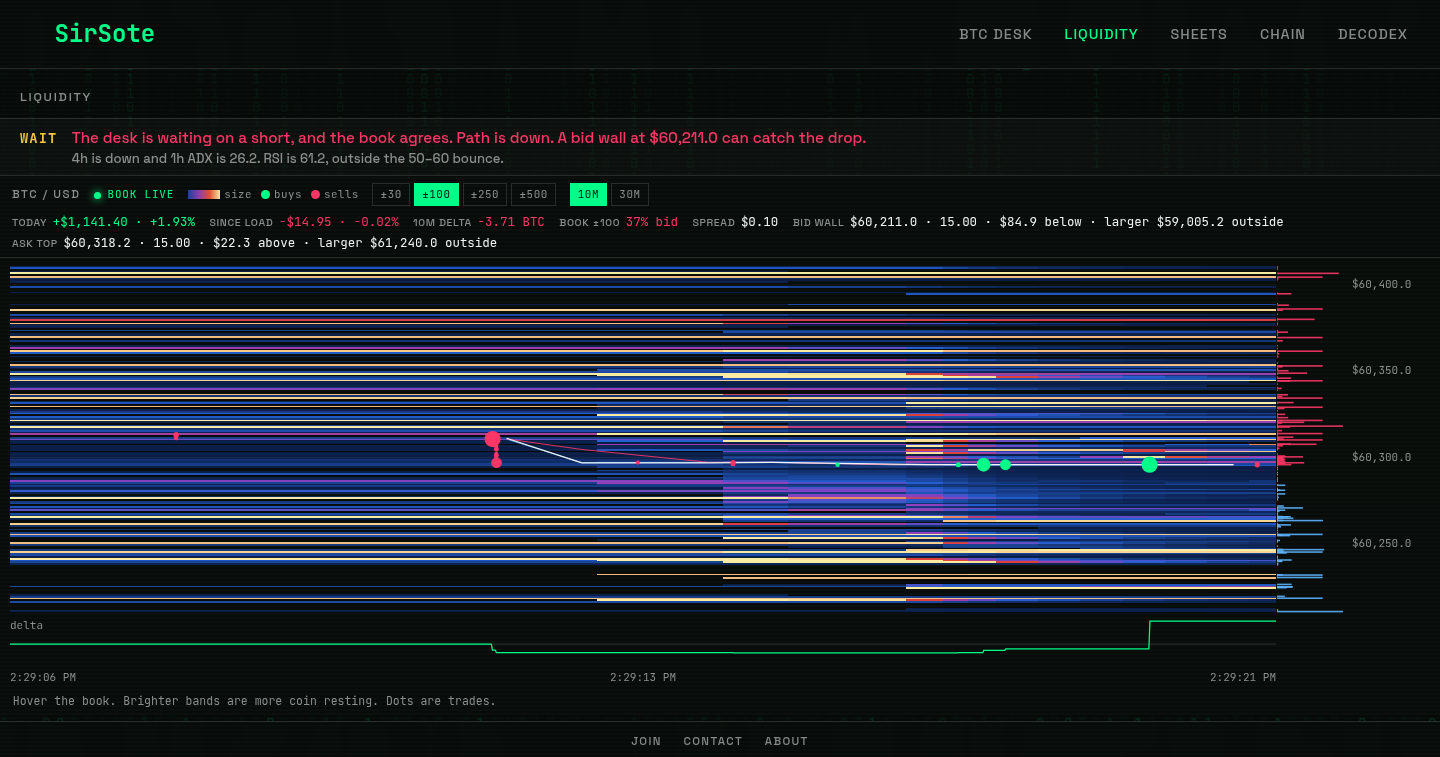 SirSote
BTC DESK LIQUIDITY SHEETS CHAIN DECODEX
LIQUIDITY
WAIT The desk is waiting on a short, and the book agrees. Path is down. A bid wall at $60,211.0 can catch the drop.
4h is down and 1h ADX is 26.2. RSI is 61.2, outside the 50–60 bounce.
BTC / USD BOOK LIVE size buys sells ±30 ±100 ±250 ±500 10M 30M
TODAY +$1,141.40 · +1.93% SINCE LOAD -$14.95 · -0.02% 10M DELTA -3.71 BTC BOOK ±100 37% bid SPREAD $0.10 BID WALL $60,211.0 · 15.00 · $84.9 below · larger $59,005.2 outside
ASK TOP $60,318.2 · 15.00 · $22.3 above · larger $61,240.0 outside
$60,400.0
$60,350.0
$60,300.0
$60,250.0
delta
2:29:06 PM 2:29:13 PM 2:29:21 PM
Hover the book. Brighter bands are more coin resting. Dots are trades.
JOIN CONTACT ABOUT